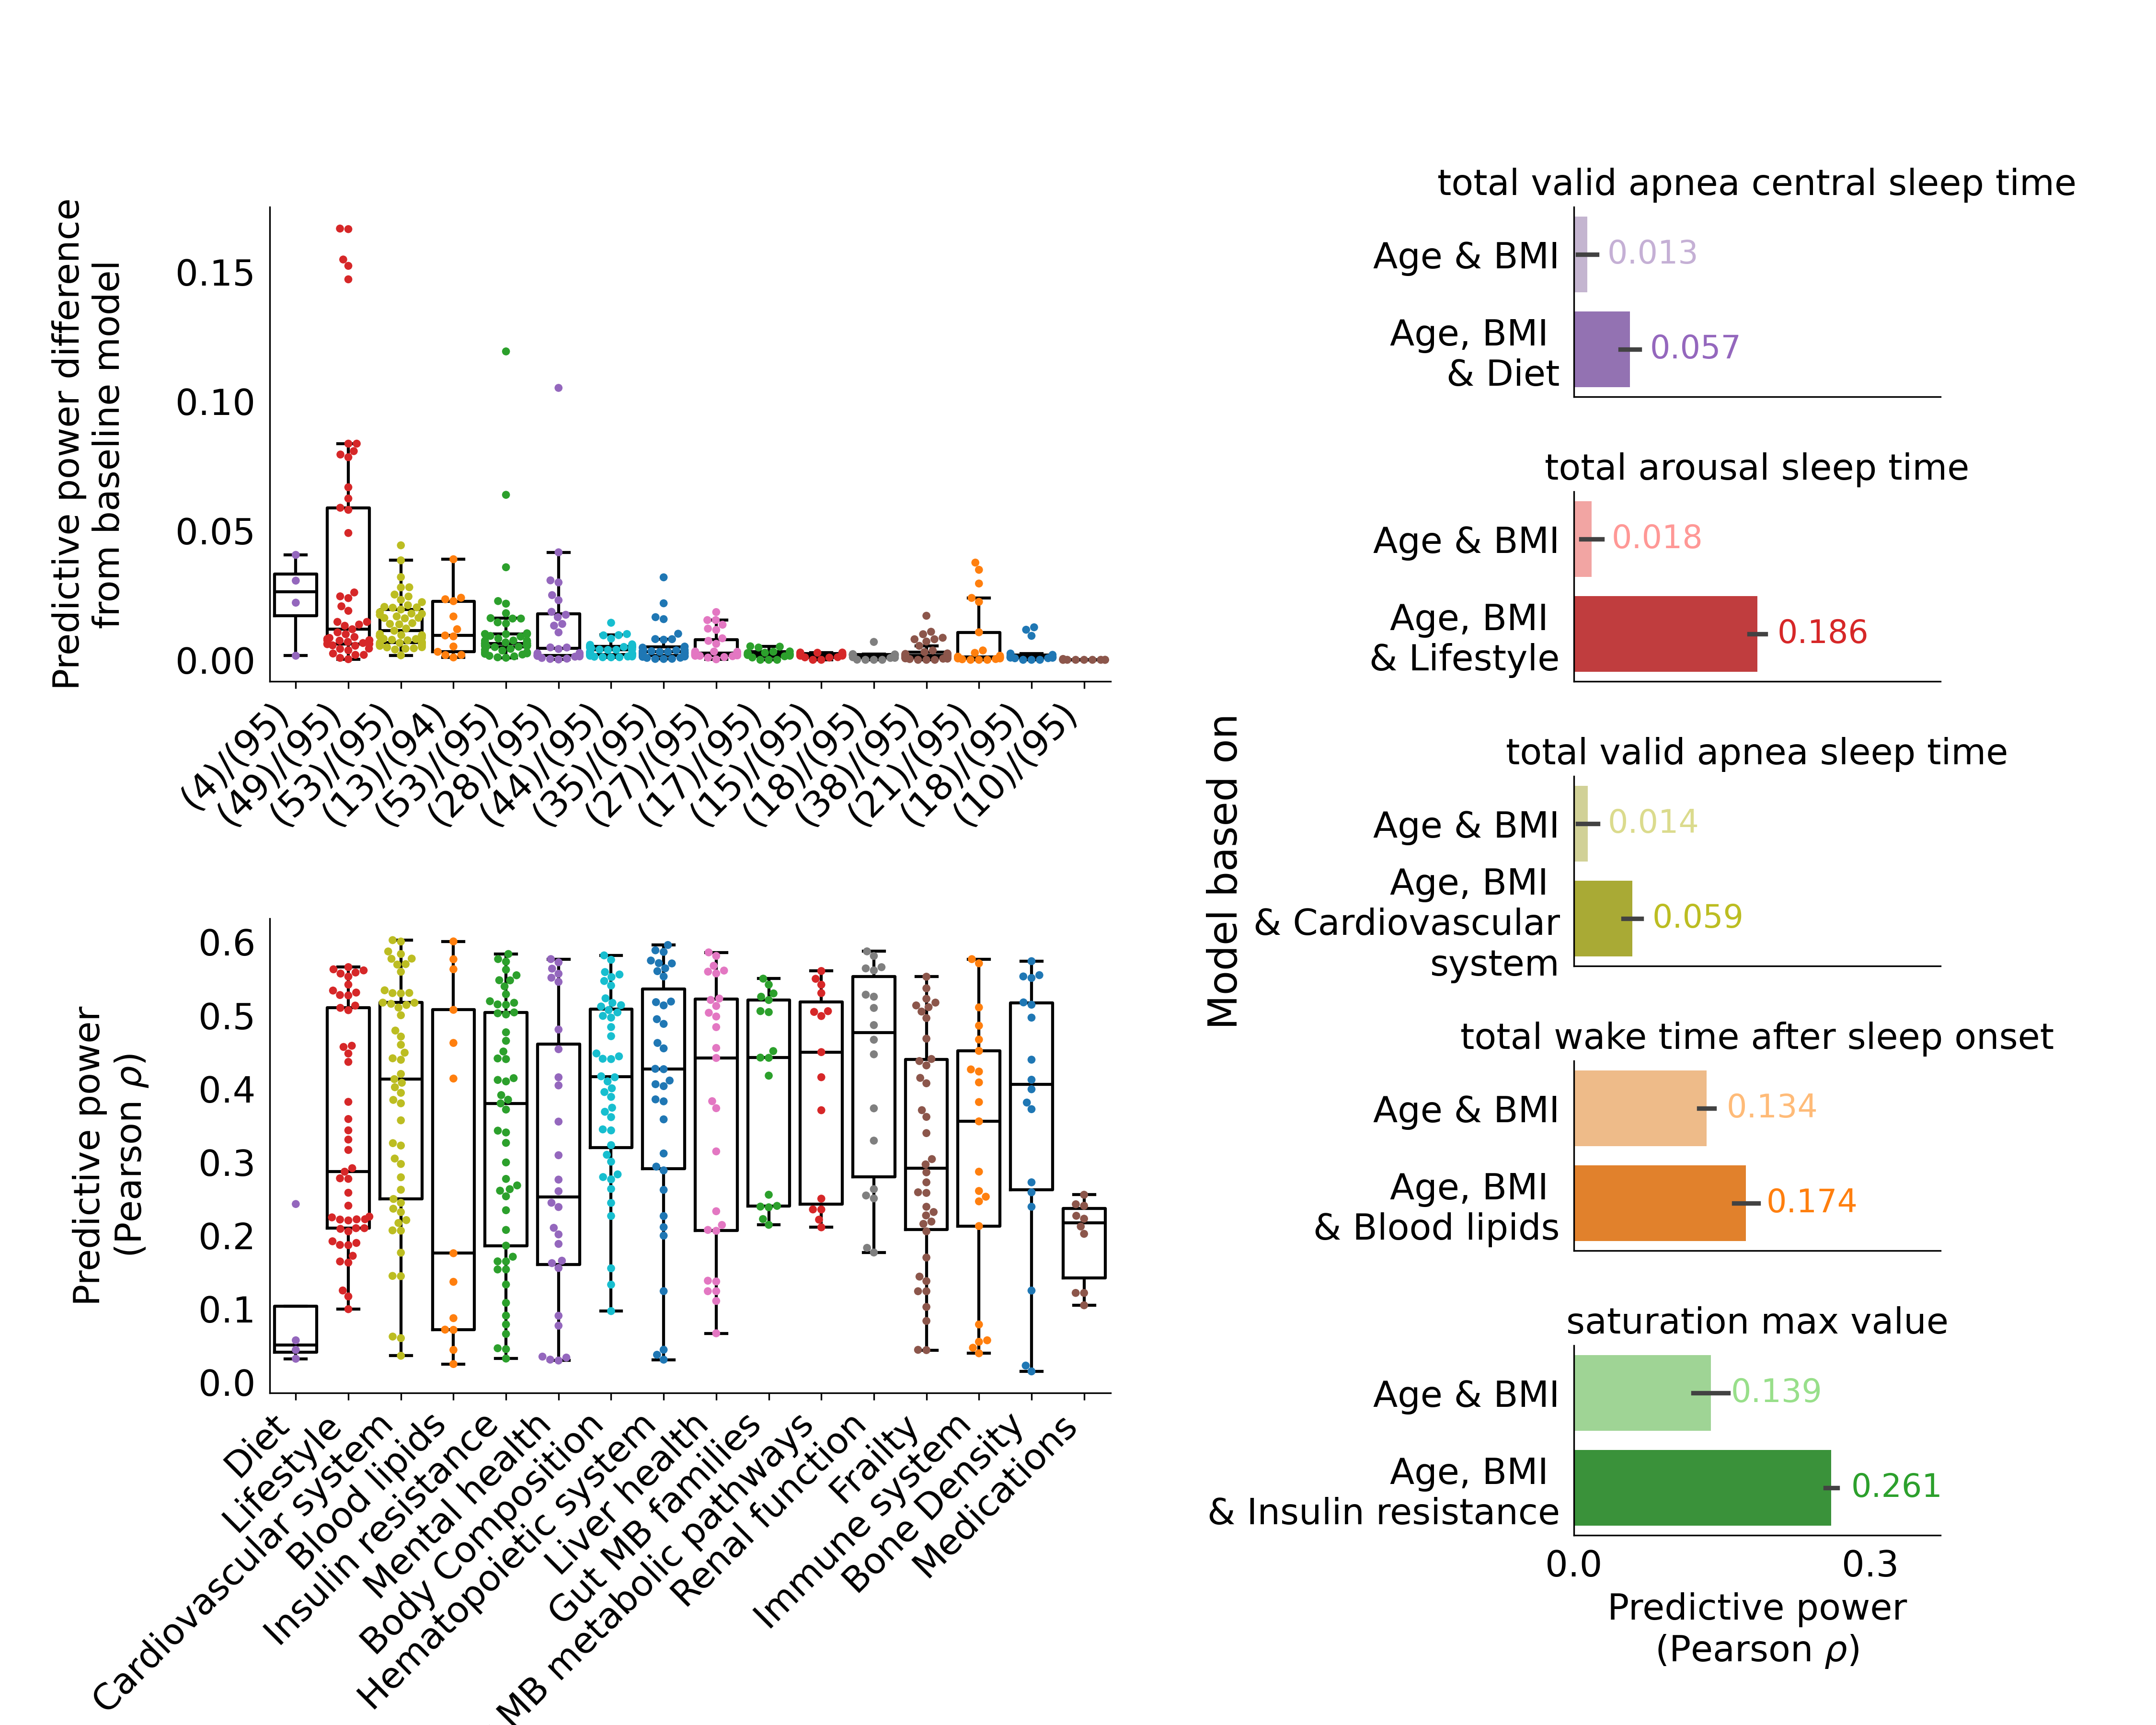 Predictive power difference
from baseline model
0.15
0.10
0.05
0.00
(4)/(95)
(49)/(95)
(53)/(95)
(13)/(94)
(53)/(95)
(28)/(95)
(44)/(95)
(35)/(95)
(27)/(95)
(17)/(95)
(15)/(95)
(18)/(95)
(38)/(95)
(21)/(95)
(18)/(95)
(10)/(95)
Predictive power
(Pearson ρ)
0.6
0.5
0.4
0.3
0.2
0.1
0.0
Diet
Lifestyle
Cardiovascular system
Blood lipids
Insulin resistance
Mental health
Body Composition
Hematopoietic system
Liver health
Gut MB families
MB metabolic pathways
Renal function
Frailty
Immune system
Bone Density
Medications
Model based on
total valid apnea central sleep time
Age & BMI
0.013
Age, BMI
& Diet
0.057
total arousal sleep time
Age & BMI
0.018
Age, BMI
& Lifestyle
0.186
total valid apnea sleep time
Age & BMI
0.014
Age, BMI
& Cardiovascular
system
0.059
total wake time after sleep onset
Age & BMI
0.134
Age, BMI
& Blood lipids
0.174
saturation max value
Age & BMI
0.139
Age, BMI
& Insulin resistance
0.261
0.0
0.3
Predictive power
(Pearson ρ)